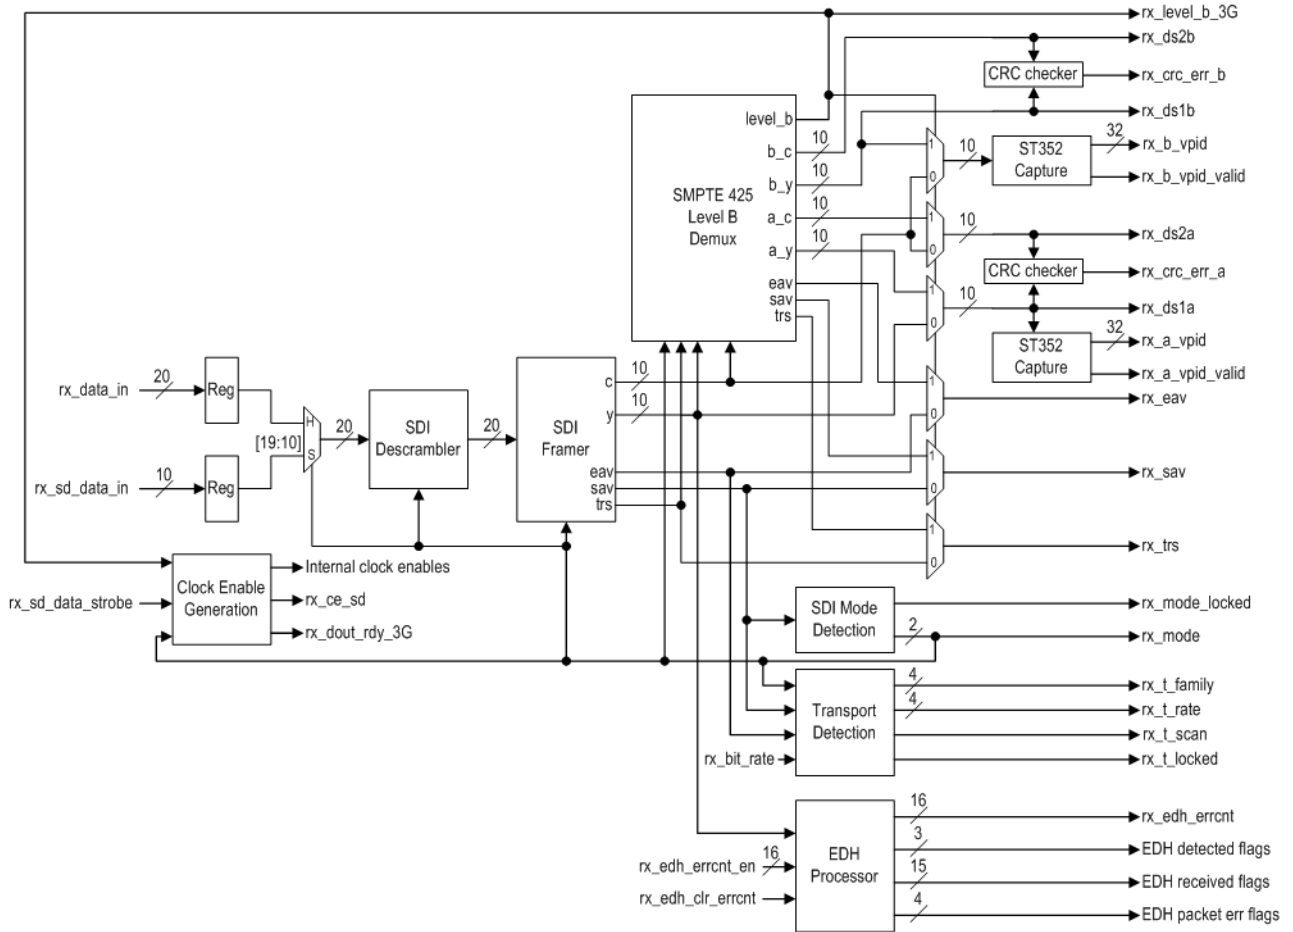 rx_level_b_3G
rx_ds2b
CRC checker
rx_crc_err_b
level_b
rx_ds1b
10
b_c
10
b_y
1
0
10
ST352
Capture
32
rx_b_vpid
rx_b_vpid_valid
SMPTE 425
Level B
Demux
10
a_c
10
a_y
1
0
10
rx_ds2a
CRC checker
rx_crc_err_a
eav
sav
trs
1
0
10
rx_ds1a
ST352
Capture
32
rx_a_vpid
rx_a_vpid_valid
rx_data_in
20
Reg
H
S
[19:10]
20
SDI
Descrambler
20
SDI
Framer
c
10
y
10
eav
sav
trs
1
0
rx_eav
rx_sd_data_in
10
Reg
1
0
rx_sav
1
0
rx_trs
rx_sd_data_strobe
Clock Enable
Generation
Internal clock enables
rx_ce_sd
rx_dout_rdy_3G
SDI Mode
Detection
rx_mode_locked
2
rx_mode
rx_bit_rate
Transport
Detection
4
rx_t_family
4
rx_t_rate
rx_t_scan
rx_t_locked
rx_edh_errcnt_en
16
rx_edh_clr_errcnt
EDH
Processor
16
rx_edh_errcnt
3
EDH detected flags
15
EDH received flags
4
EDH packet err flags